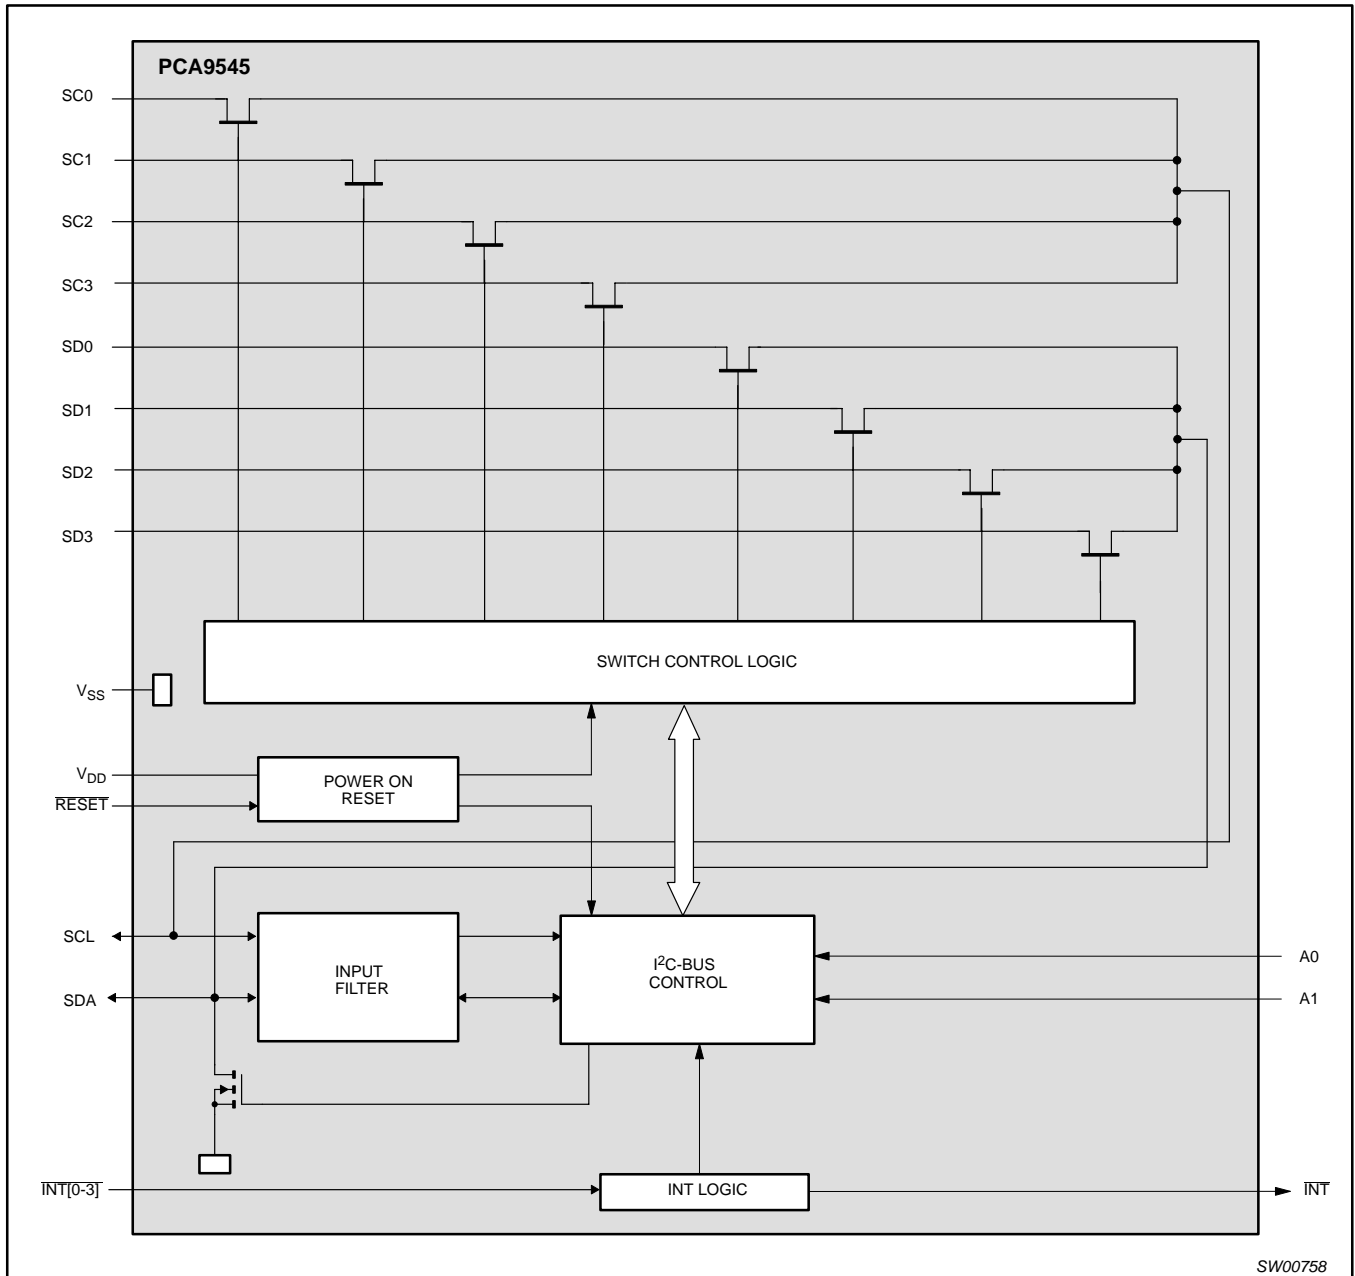 PCA9545
SC0
SC1
SC2
SC3
SD0
SD1
SD2
SD3
SWITCH CONTROL LOGIC
VSS
VDD
RESET
POWER ON
RESET
SCL
SDA
INPUT
FILTER
I²C-BUS
CONTROL
A0
A1
INT[0-3]
INT LOGIC
INT
SW00758